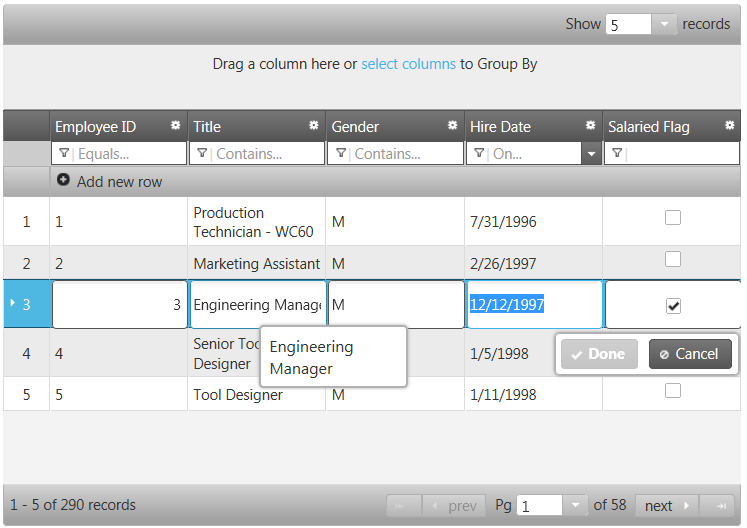 Show 5 records
Drag a column here or select columns to Group By
Employee ID Title Gender Hire Date Salaried Flag
Equals... Contains... Contains... On...
Add new row
1 1 Production Technician - WC60 M 7/31/1996
2 2 Marketing Assistant M 2/26/1997
3 3 Engineering Manage M 12/12/1997
Engineering
Manager
4 4 Senior Too Designer 1/5/1998
Done Cancel
5 5 Tool Designer M 1/11/1998
1 - 5 of 290 records prev Pg 1 of 58 next